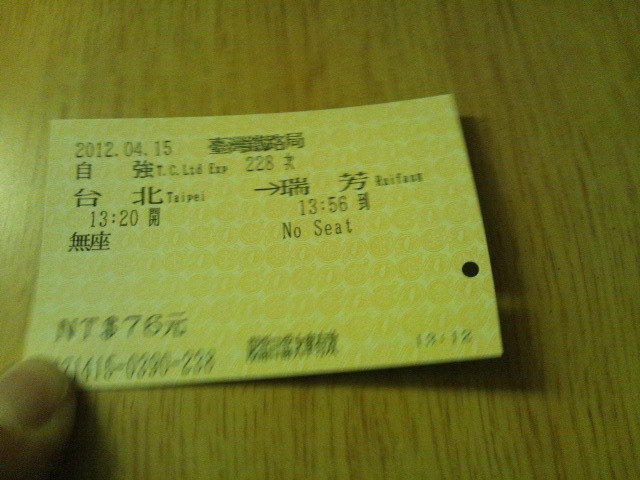 2012.04.15 臺灣鐵路局
自 強 T.C.Ltd Exp 228 次
台 北 Taipei →瑞 芳 Ruifang
13:20 開 13:56 到
無座 No Seat
NT$76元